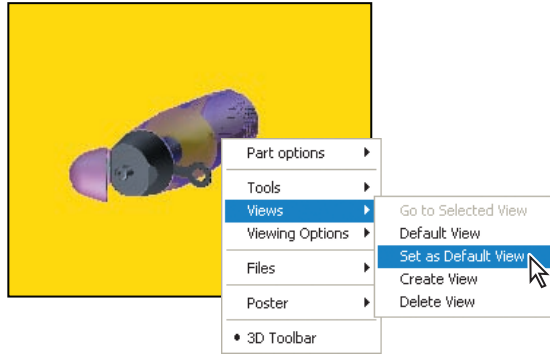 Part options
Tools
Views
Viewing Options
Files
Poster
• 3D Toolbar
Go to Selected View
Default View
Set as Default View
Create View
Delete View